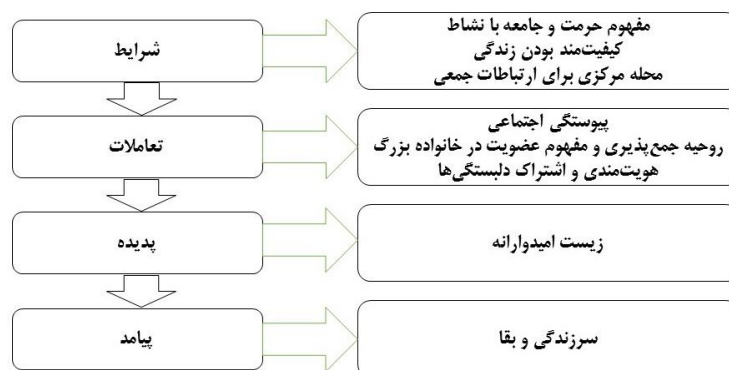 شرایط
مفهوم حرمت و جامعه با نشاط
کیفیت‌مند بودن زندگی
محله مرکزی برای ارتباطات جمعی
تعاملات
پیوستگی اجتماعی
روحیه جمع‌پذیری و مفهوم عضویت در خانواده بزرگ
هویت‌مندی و اشتراک دلبستگی‌ها
پدیده
زیست امیدوارانه
پیامد
سرزندگی و بقا